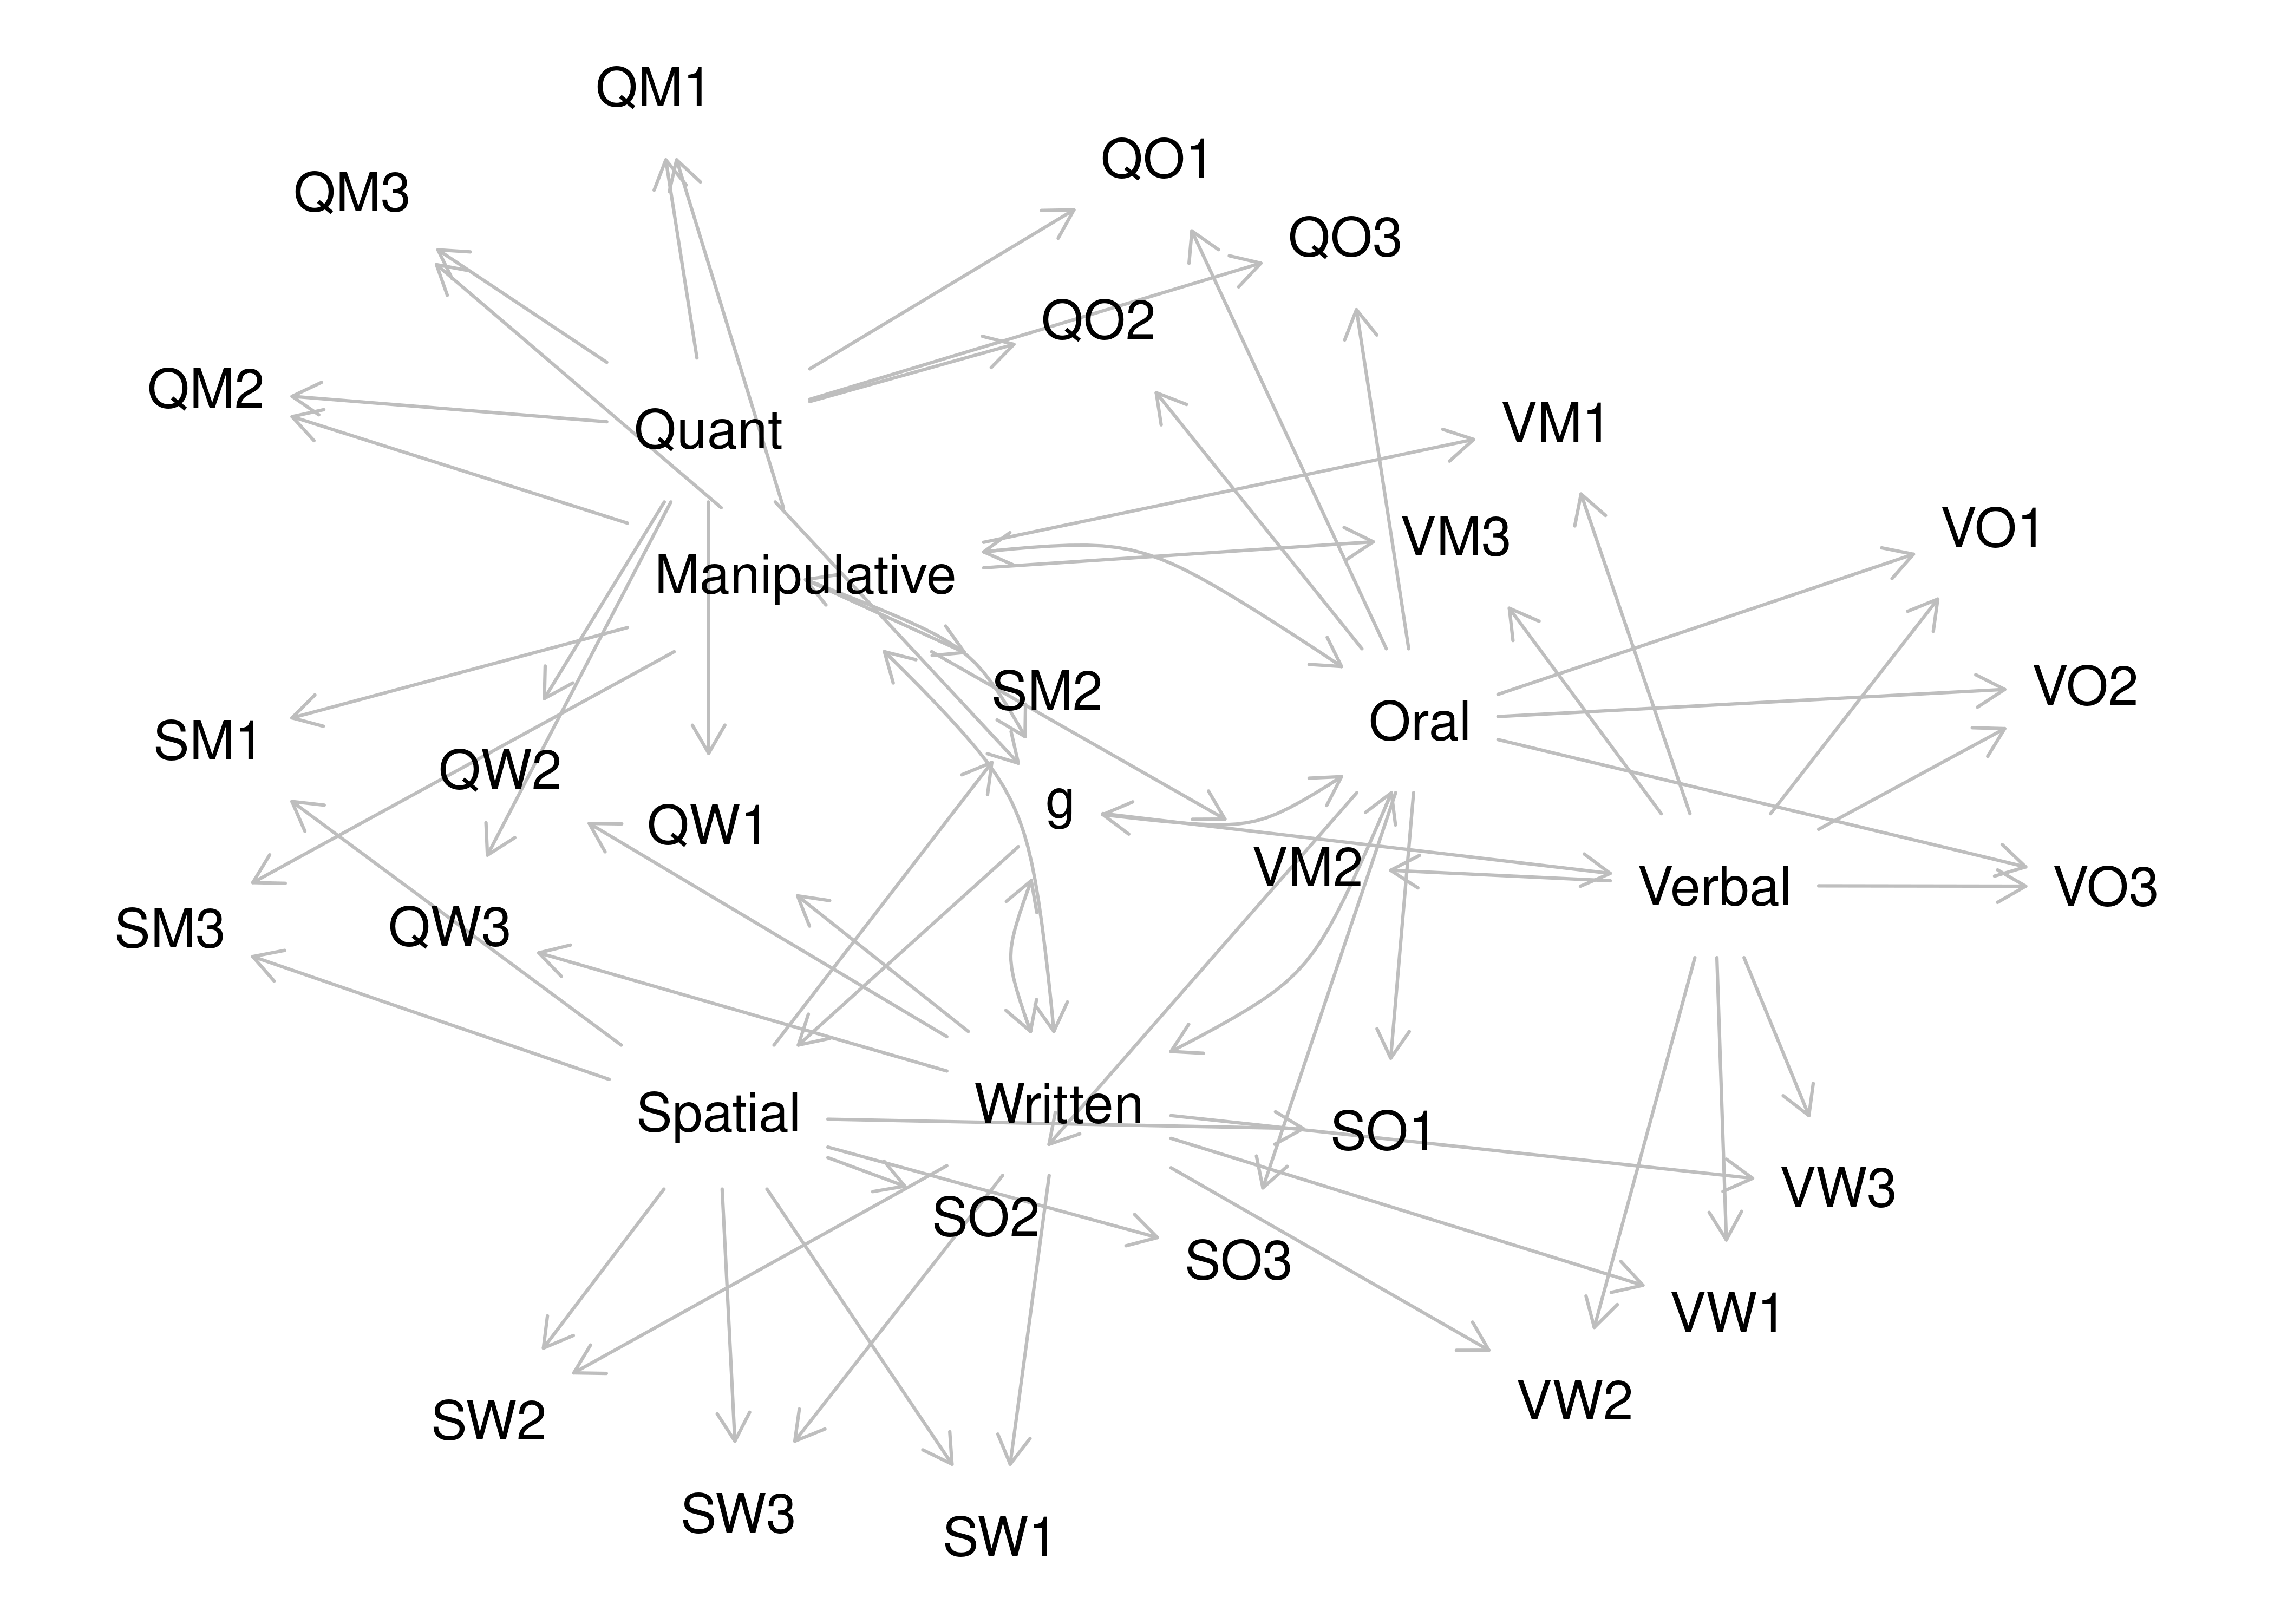 QM1
QO1
QM3
QO3
QO2
QM2
VM1
Quant
VO1
VM3
Manipulative
VO2
SM2
Oral
SM1
QW2
g
QW1
VM2
Verbal
VO3
QW3
SM3
Written
Spatial
SO1
VW3
SO2
SO3
VW1
VW2
SW2
SW3
SW1